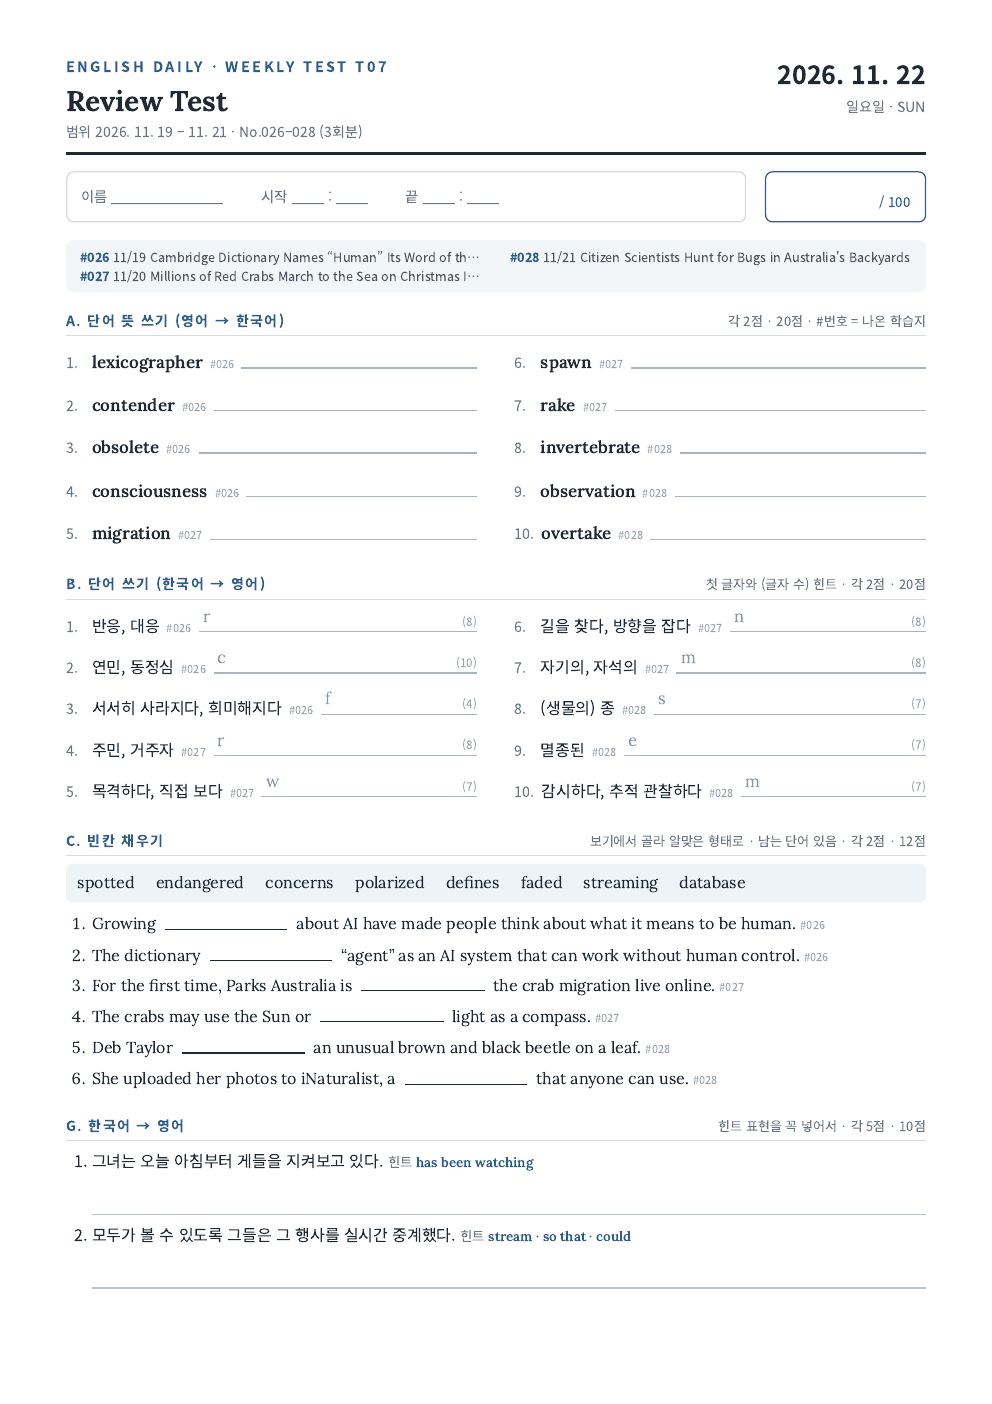 ENGLISH DAILY · WEEKLY TEST T07
2026. 11. 22
Review Test
일요일 · SUN
범위 2026. 11. 19 – 11. 21 · No.026–028 (3회분)
이름 ________ 시작 ____ : ____ 끝 ____ : ____
/ 100
#026 11/19 Cambridge Dictionary Names “Human” Its Word of th…
#028 11/21 Citizen Scientists Hunt for Bugs in Australia’s Backyards
#027 11/20 Millions of Red Crabs March to the Sea on Christmas I…
A. 단어 뜻 쓰기 (영어 → 한국어)
각 2점 · 20점 · #번호 = 나온 학습지
1. lexicographer #026
2. contender #026
3. obsolete #026
4. consciousness #026
5. migration #027
6. spawn #027
7. rake #027
8. invertebrate #028
9. observation #028
10. overtake #028
B. 단어 쓰기 (한국어 → 영어)
첫 글자와 (글자 수) 힌트 · 각 2점 · 20점
1. 반응, 대응 #026 r (8)
2. 연민, 동정심 #026 c (10)
3. 서서히 사라지다, 희미해지다 #026 f (4)
4. 주민, 거주자 #027 r (8)
5. 목격하다, 직접 보다 #027 w (7)
6. 길을 찾다, 방향을 잡다 #027 n (8)
7. 자기의, 자석의 #027 m (8)
8. (생물의) 종 #028 s (7)
9. 멸종된 #028 e (7)
10. 감시하다, 추적 관찰하다 #028 m (7)
C. 빈칸 채우기
보기에서 골라 알맞은 형태로 · 남는 단어 있음 · 각 2점 · 12점
spotted endangered concerns polarized defines faded streaming database
1. Growing ________ about AI have made people think about what it means to be human. #026
2. The dictionary ________ “agent” as an AI system that can work without human control. #026
3. For the first time, Parks Australia is ________ the crab migration live online. #027
4. The crabs may use the Sun or ________ light as a compass. #027
5. Deb Taylor ________ an unusual brown and black beetle on a leaf. #028
6. She uploaded her photos to iNaturalist, a ________ that anyone can use. #028
G. 한국어 → 영어
힌트 표현을 꼭 넣어서 · 각 5점 · 10점
1. 그녀는 오늘 아침부터 게들을 지켜보고 있다. 힌트 has been watching
2. 모두가 볼 수 있도록 그들은 그 행사를 실시간 중계했다. 힌트 stream · so that · could